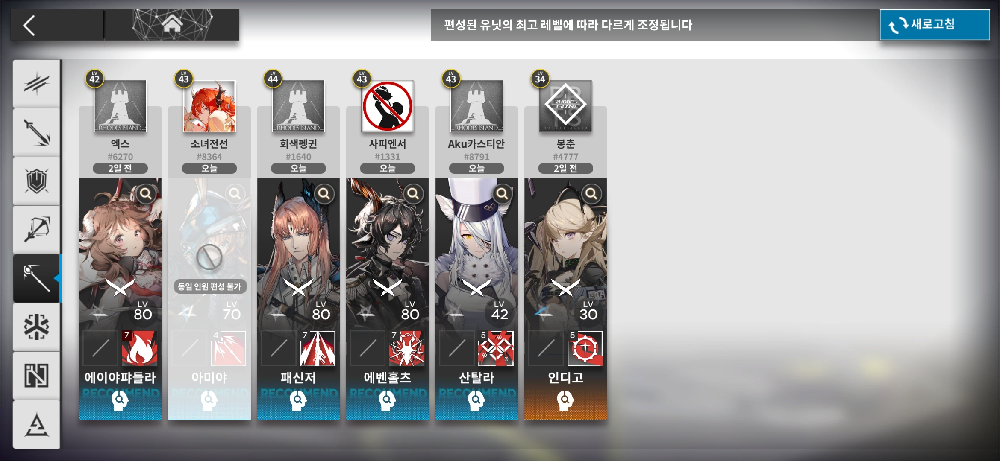 편성된 유닛의 최고 레벨에 따라 다르게 조정됩니다
새로고침
LV 42
RHODES ISLAND
엑스
#6270
2일 전
LV 80
7
에이야퍄들라
RECOMMEND
LV 43
소녀전선
#8364
오늘
동일 인원 편성 불가
LV 70
4
아미야
RECOMMEND
LV 44
RHODES ISLAND
회색펭귄
#1640
오늘
LV 80
7
패신저
RECOMMEND
LV 43
사피엔서
#1331
오늘
LV 80
7
에벤홀츠
RECOMMEND
LV 43
RHODES ISLAND
Aku카스티안
#8791
오늘
LV 42
5
산탈라
RECOMMEND
LV 34
PRTS
RHODES ISLAND
RHODESISLAND
봉춘
#4777
2일 전
LV 30
5
인디고